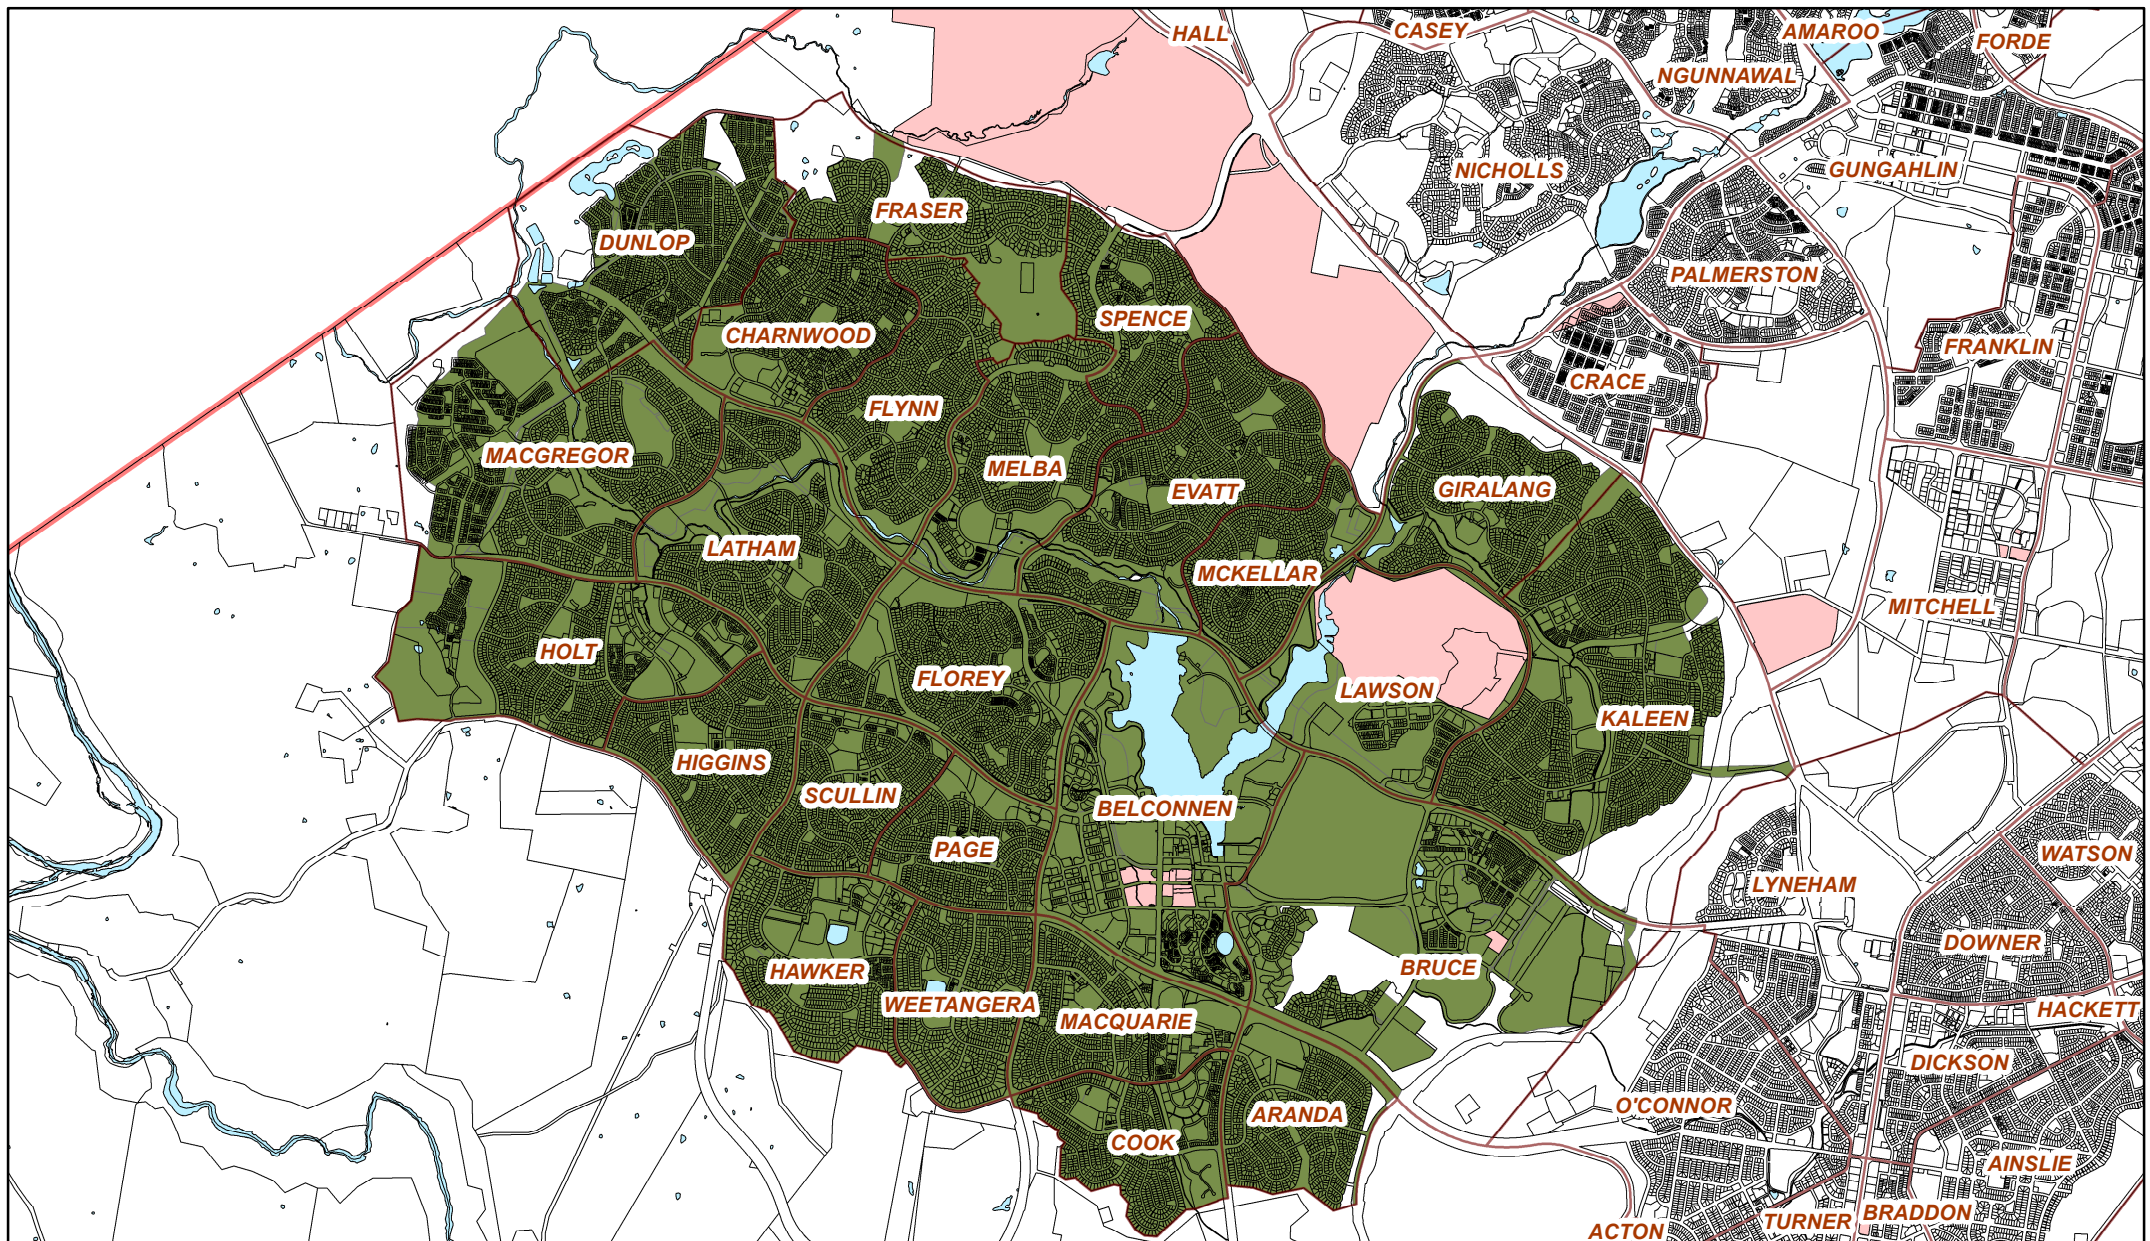 HALL
CASEY
AMAROO
FORDE
NGUNNAWAL
NICHOLLS
GUNGAHLIN
FRASER
DUNLOP
PALMERSTON
SPENCE
CHARNWOOD
FRANKLIN
CRACE
FLYNN
MACGREGOR
MELBA
EVATT
GIRALANG
LATHAM
MCKELLAR
MITCHELL
HOLT
FLOREY
LAWSON
KALEEN
HIGGINS
SCULLIN
BELCONNEN
PAGE
WATSON
LYNEHAM
DOWNER
HAWKER
BRUCE
WEETANGERA
MACQUARIE
HACKETT
DICKSON
O'CONNOR
ARANDA
COOK
AINSLIE
BRADDON
TURNER
ACTON